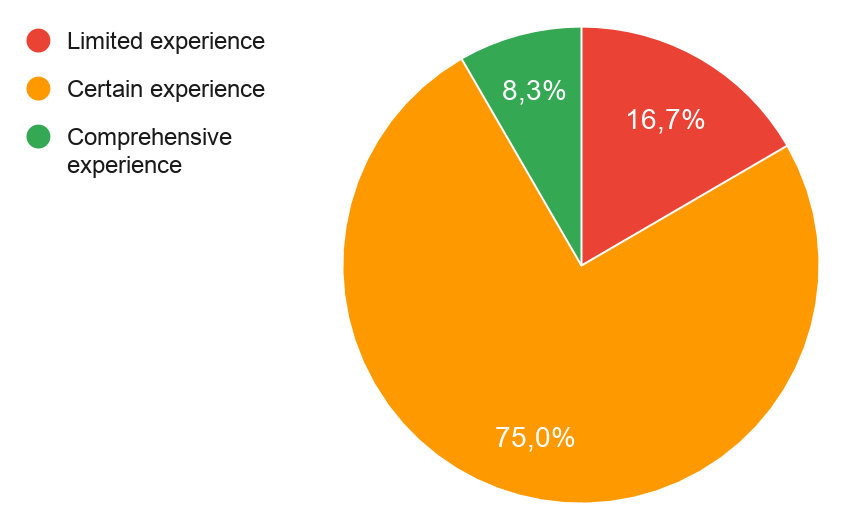 Limited experience
Certain experience
Comprehensive
experience
8,3%
16,7%
75,0%